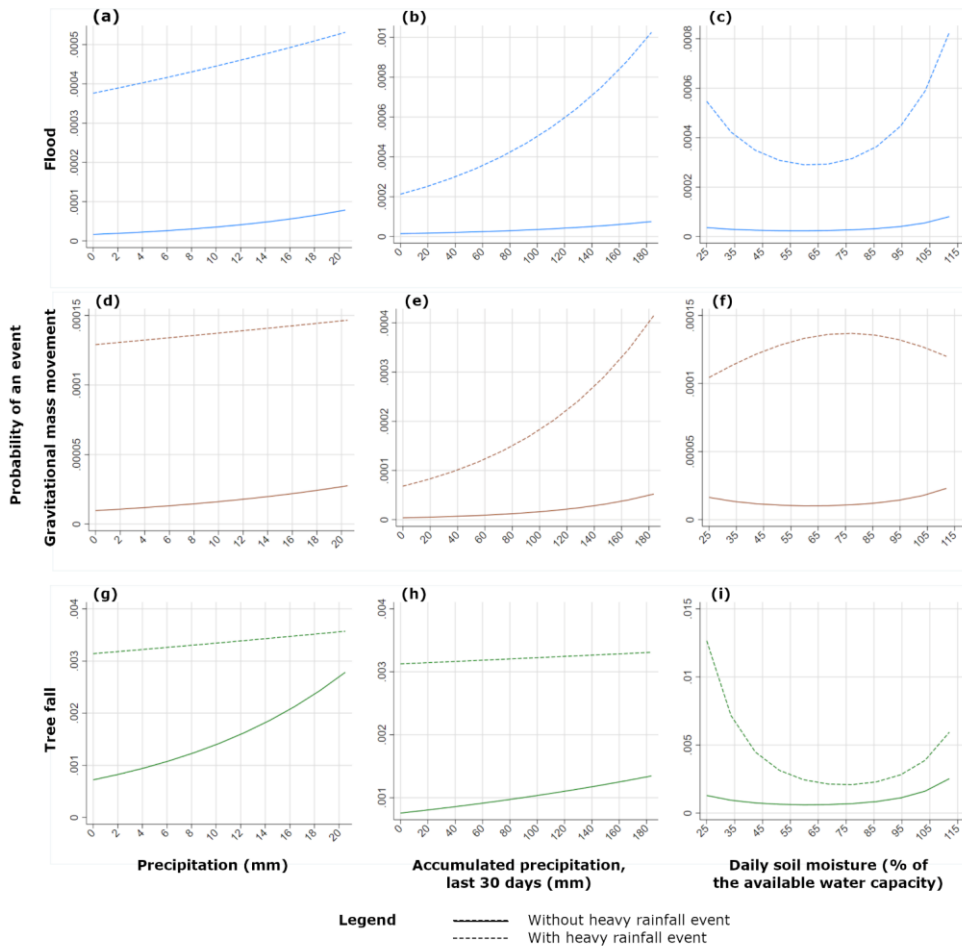 (a)
(b)
(c)
.0005
.0004
.0003
.0002
.0001
0
0 2 4 6 8 10 12 14 16 18 20
.001
.0008
.0006
.0004
.0002
0
0 20 40 60 80 100 120 140 160 180
.0008
.0006
.0004
.0002
0
25 35 45 55 65 75 85 95 105 115
Flood
(d)
(e)
(f)
.00015
.0001
.00005
0
0 2 4 6 8 10 12 14 16 18 20
.0004
.0003
.0002
.0001
0
0 20 40 60 80 100 120 140 160 180
.00015
.0001
.00005
0
25 35 45 55 65 75 85 95 105 115
Probability of an event
Gravitational mass movement
(g)
(h)
(i)
.004
.003
.002
.001
0
0 2 4 6 8 10 12 14 16 18 20
.004
.003
.002
.001
0 20 40 60 80 100 120 140 160 180
.015
.01
.005
0
25 35 45 55 65 75 85 95 105 115
Tree fall
Precipitation (mm)
Accumulated precipitation,
last 30 days (mm)
Daily soil moisture (% of
the available water capacity)
Legend
Without heavy rainfall event
With heavy rainfall event